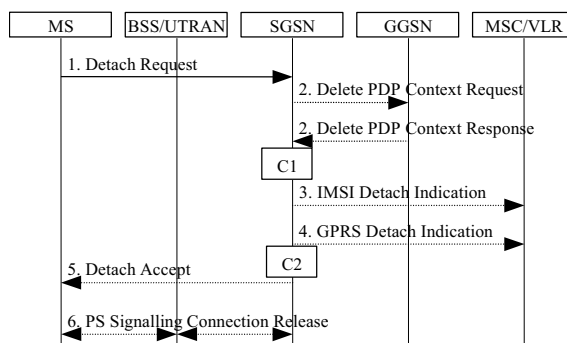 MS BSS/UTRAN SGSN GGSN MSC/VLR
1. Detach Request
2. Delete PDP Context Request
2. Delete PDP Context Response
C1
3. IMSI Detach Indication
4. GPRS Detach Indication
C2
5. Detach Accept
6. PS Signalling Connection Release